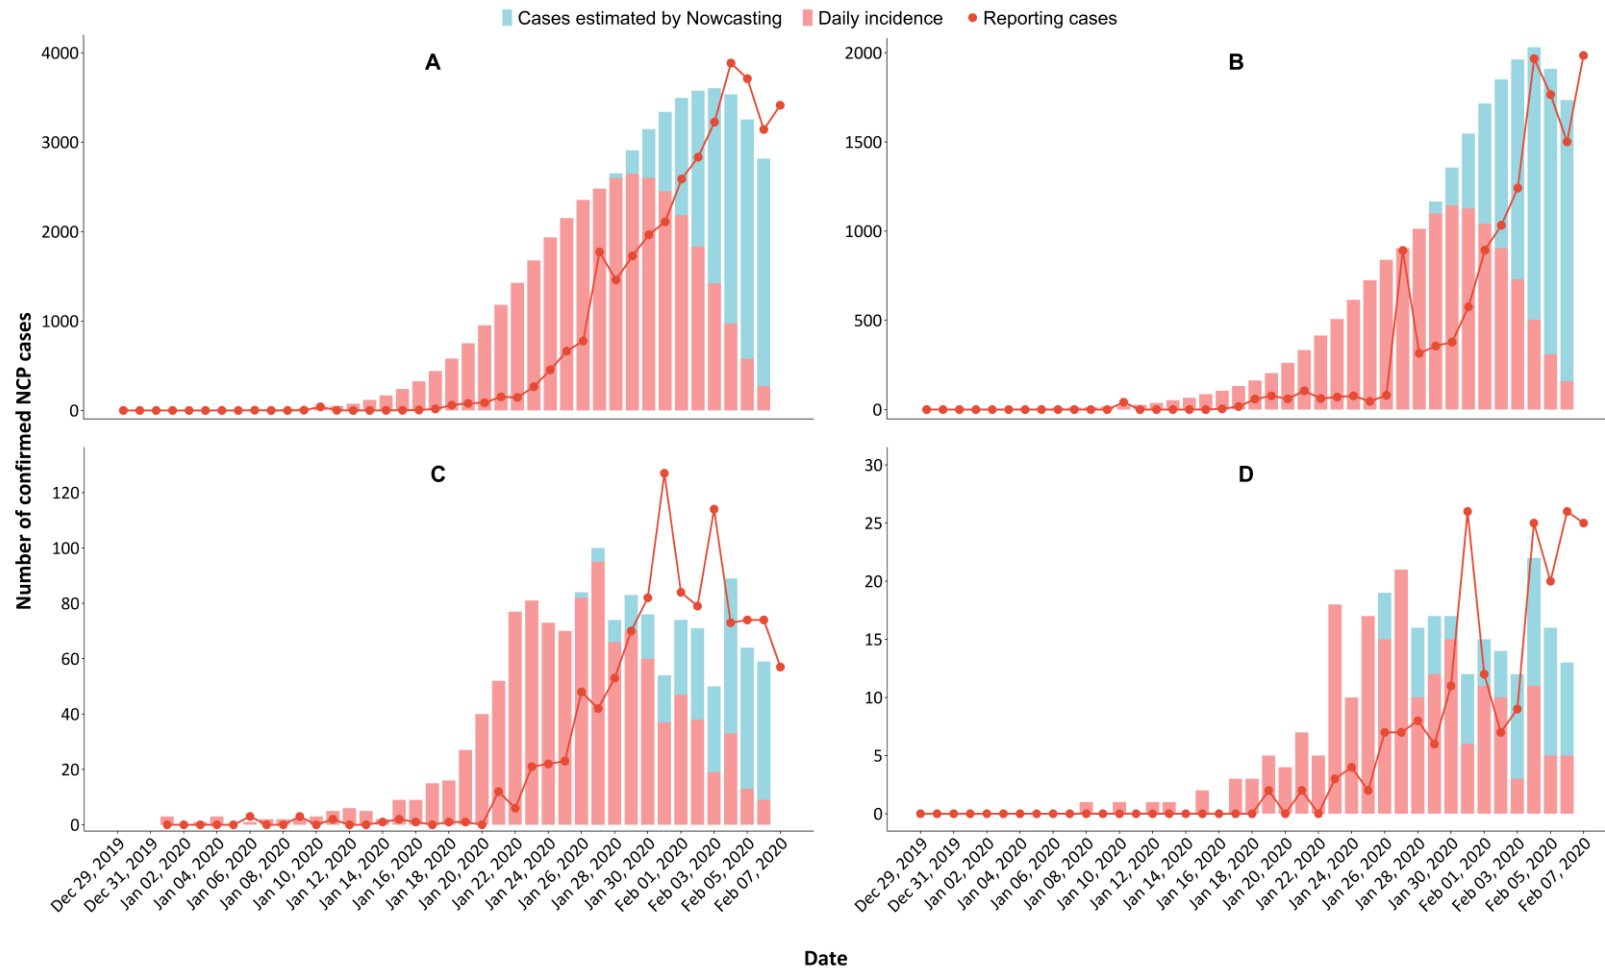 Cases estimated by Nowcasting Daily incidence Reporting cases
A
4000
3000
2000
1000
0
B
2000
1500
1000
500
0
Number of confirmed NCP cases
C
120
100
80
60
40
20
0
D
30
25
20
15
10
5
0
Dec 29, 2019
Dec 31, 2019
Jan 02, 2020
Jan 04, 2020
Jan 06, 2020
Jan 08, 2020
Jan 10, 2020
Jan 12, 2020
Jan 14, 2020
Jan 16, 2020
Jan 18, 2020
Jan 20, 2020
Jan 22, 2020
Jan 24, 2020
Jan 26, 2020
Jan 28, 2020
Jan 30, 2020
Feb 01, 2020
Feb 03, 2020
Feb 05, 2020
Feb 07, 2020
Dec 29, 2019
Dec 31, 2019
Jan 02, 2020
Jan 04, 2020
Jan 06, 2020
Jan 08, 2020
Jan 10, 2020
Jan 12, 2020
Jan 14, 2020
Jan 16, 2020
Jan 18, 2020
Jan 20, 2020
Jan 22, 2020
Jan 24, 2020
Jan 26, 2020
Jan 28, 2020
Jan 30, 2020
Feb 01, 2020
Feb 03, 2020
Feb 05, 2020
Feb 07, 2020
Date